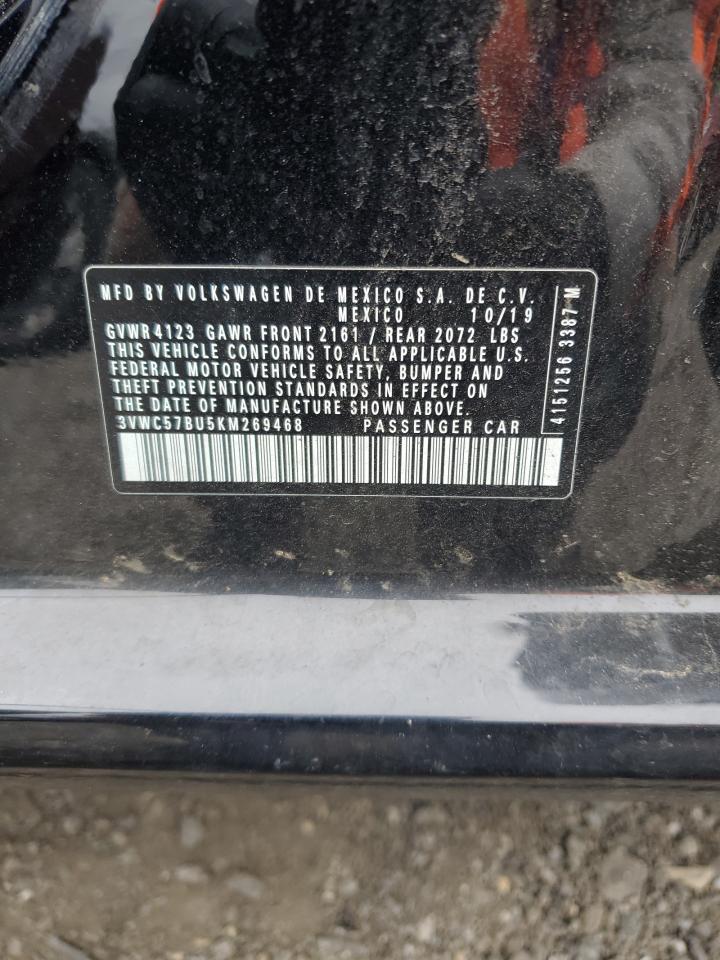 MFD BY VOLKSWAGEN DE MEXICO S.A. DE C.V.
MEXICO 10/19
GVWR 4123 GAWR FRONT 2161 / REAR 2072 LBS
THIS VEHICLE CONFORMS TO ALL APPLICABLE U.S.
FEDERAL MOTOR VEHICLE SAFETY, BUMPER AND
THEFT PREVENTION STANDARDS IN EFFECT ON
THE DATE OF MANUFACTURE SHOWN ABOVE.
3VWC57BU5KM269468 PASSENGER CAR
4151256 3387 M